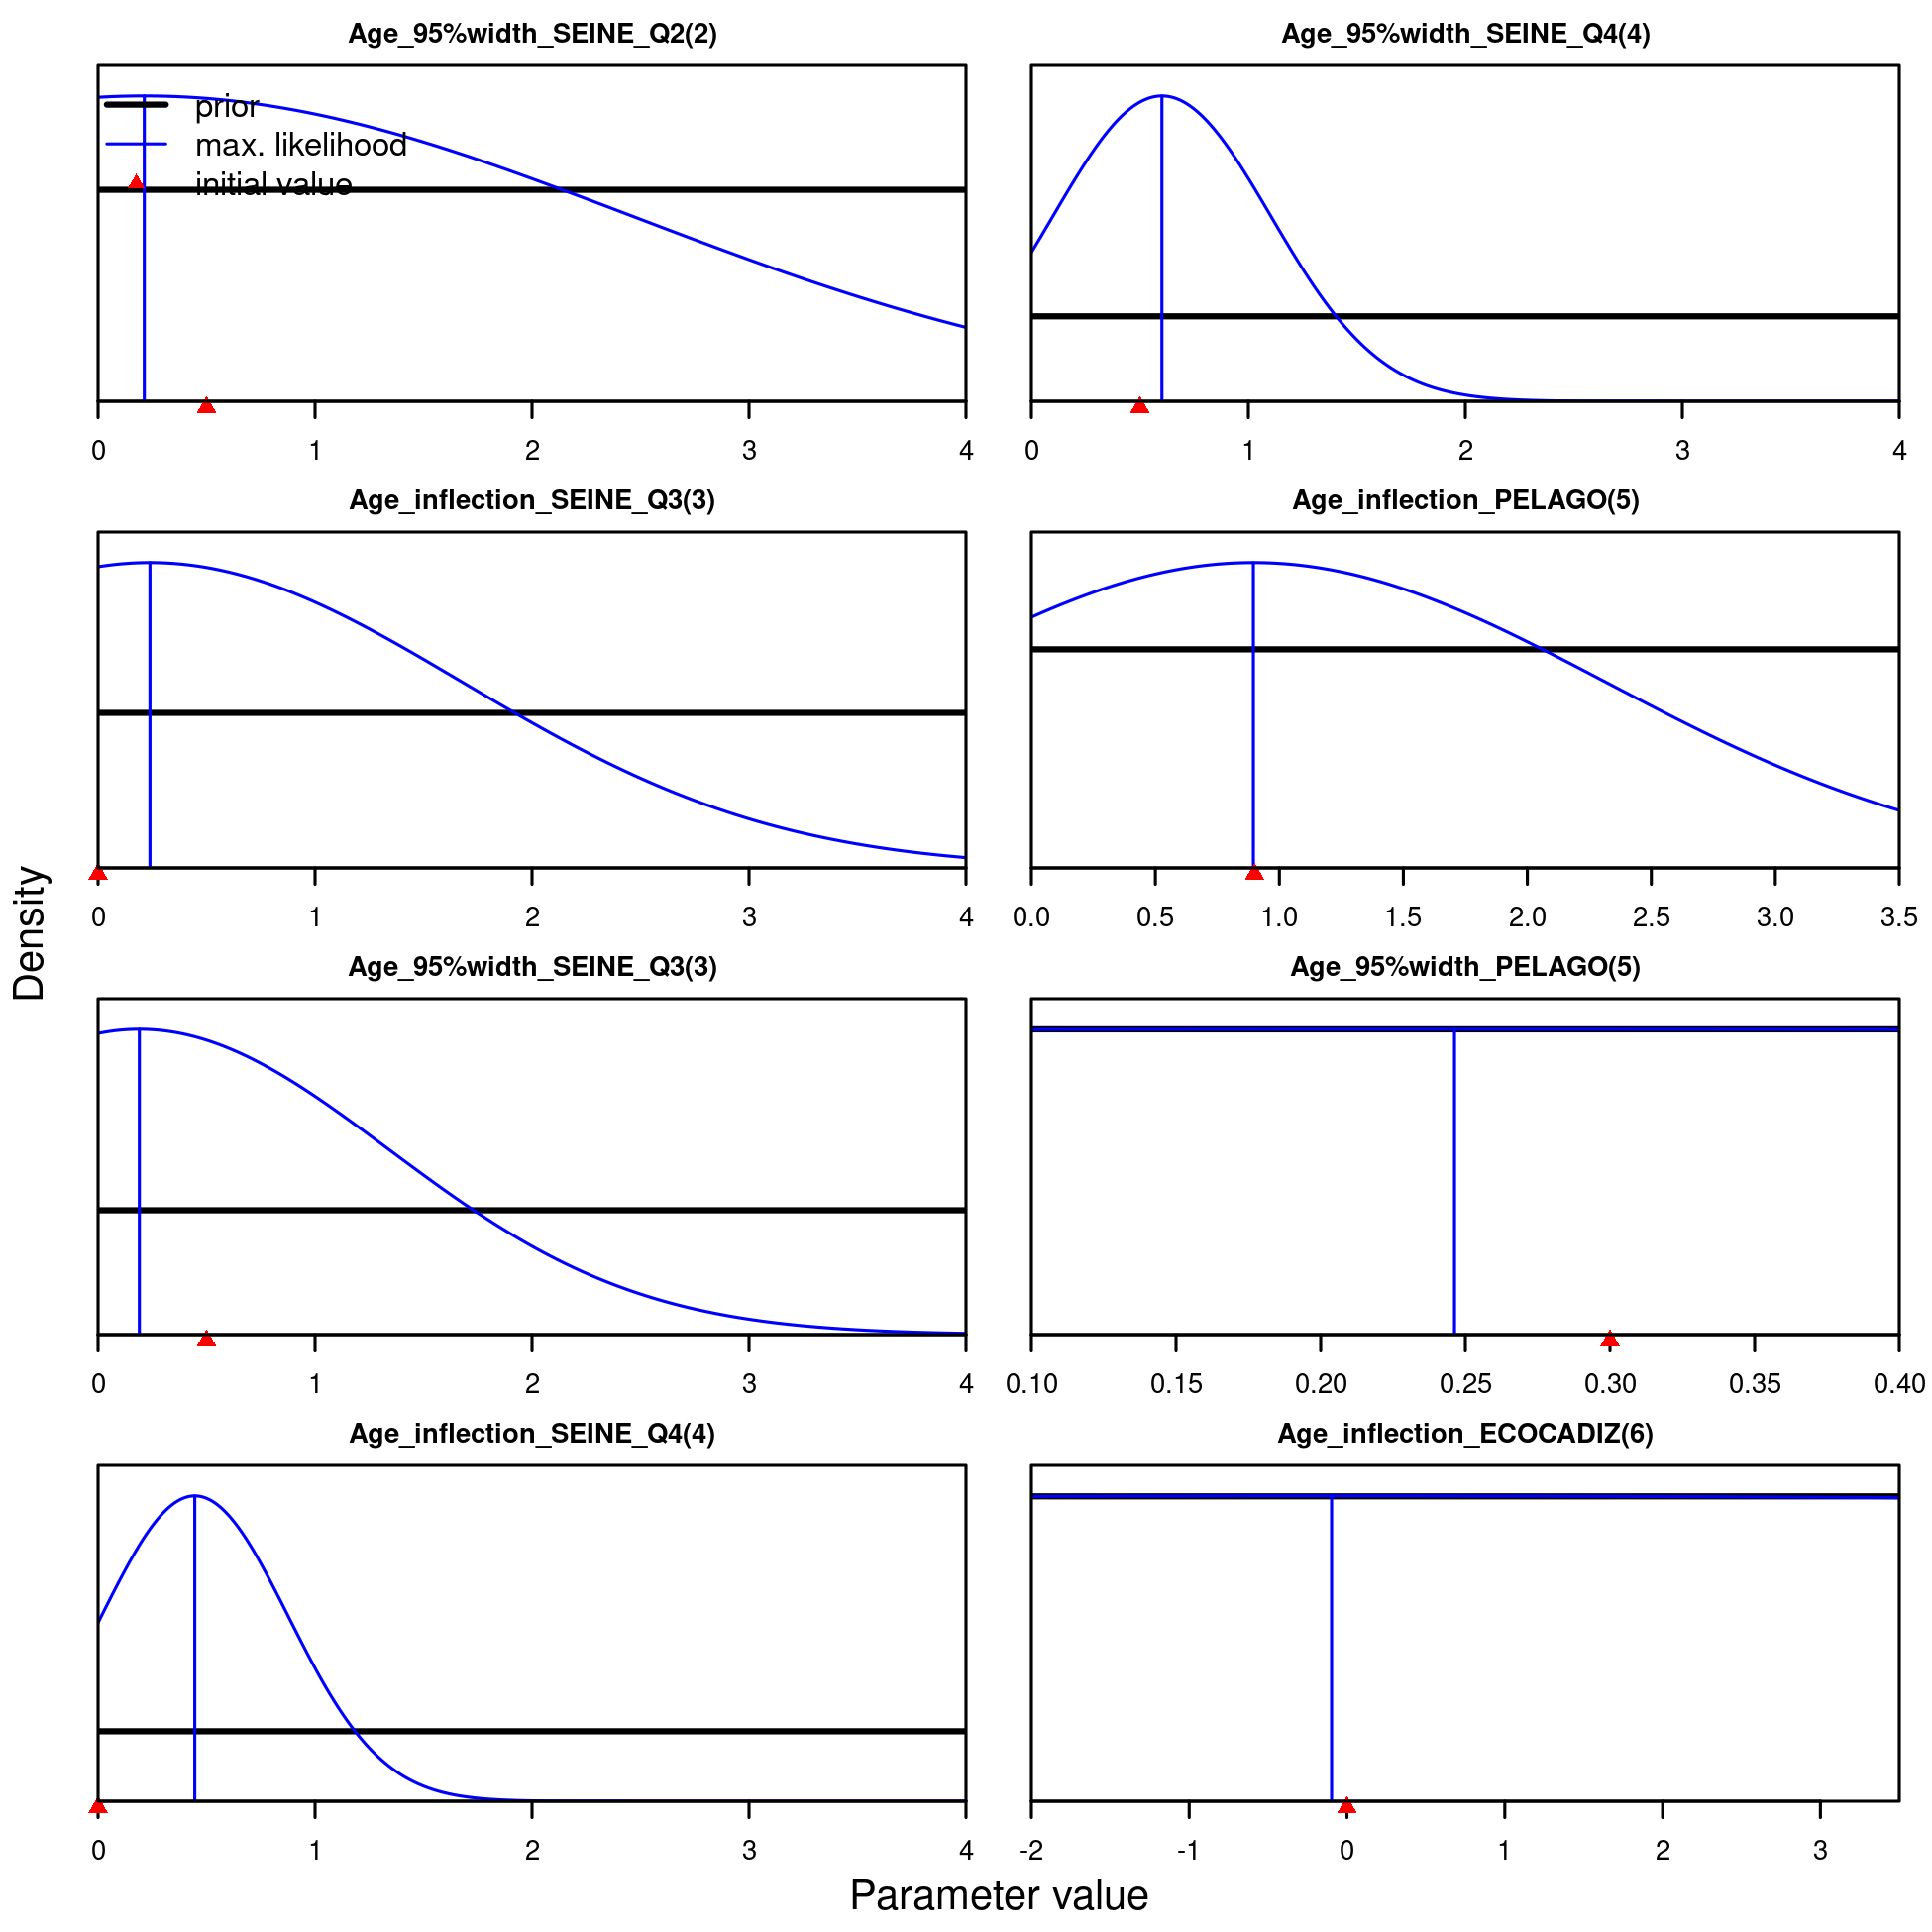 Age_95%width_SEINE_Q2(2)
prior
max. likelihood
initial value
0 1 2 3 4
Age_95%width_SEINE_Q4(4)
0 1 2 3 4
Age_inflection_SEINE_Q3(3)
0 1 2 3 4
Age_inflection_PELAGO(5)
0.0 0.5 1.0 1.5 2.0 2.5 3.0 3.5
Age_95%width_SEINE_Q3(3)
0 1 2 3 4
Age_95%width_PELAGO(5)
0.10 0.15 0.20 0.25 0.30 0.35 0.40
Age_inflection_SEINE_Q4(4)
0 1 2 3 4
Age_inflection_ECOCADIZ(6)
-2 -1 0 1 2 3
Density
Parameter value